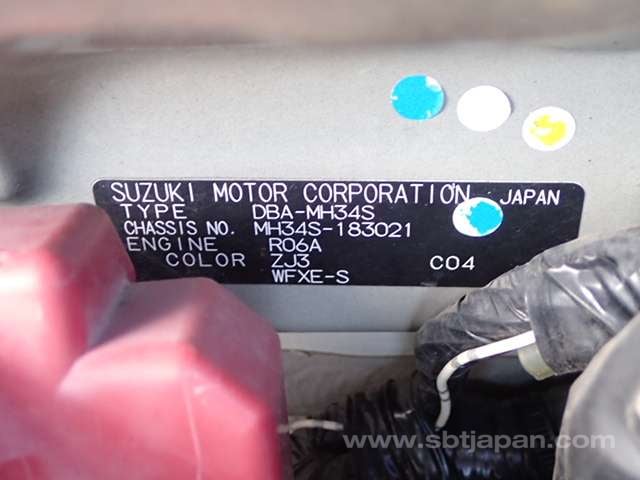 SUZUKI MOTOR CORPORATION JAPAN
TYPE DBA-MH34S
CHASSIS NO. MH34S-183021
ENGINE R06A
COLOR ZJ3 C04
WFXE-S
www.sbtjapan.com